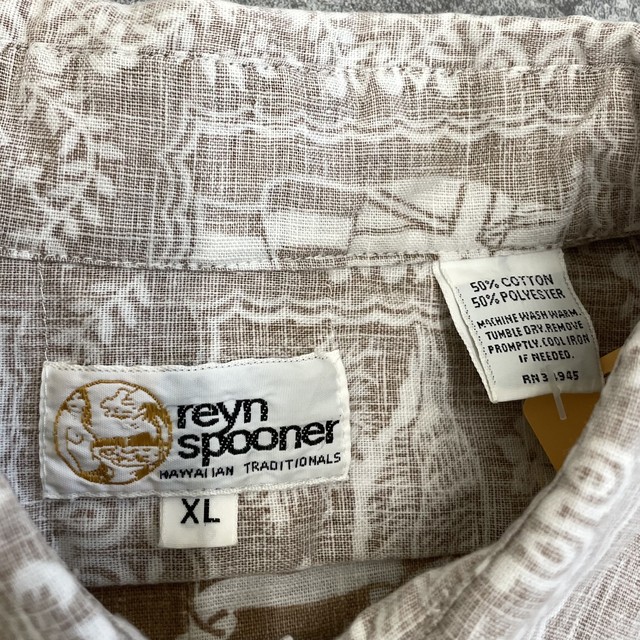 reyn
spooner
HAWAIIAN TRADITIONALS
XL
50% COTTON
50% POLYESTER
MACHINE WASH WARM.
TUMBLE DRY. REMOVE
PROMPTLY. COOL IRON
IF NEEDED.